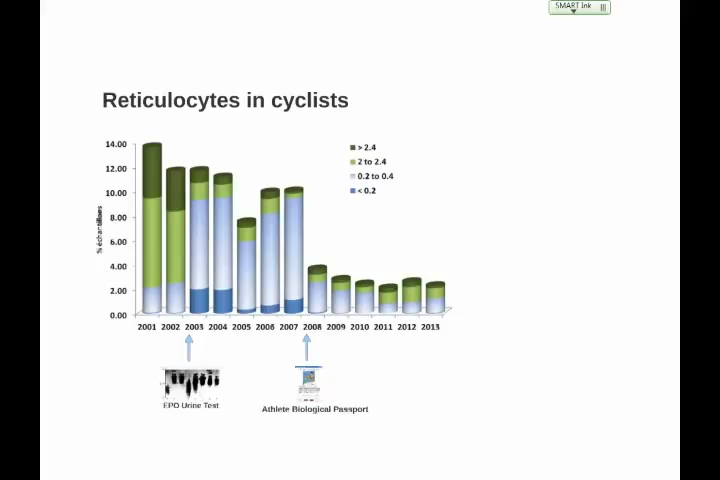 SMART Ink
Reticulocytes in cyclists
14.00
12.00
10.00
8.00
6.00
4.00
2.00
0.00
% échantillons
> 2.4
2 to 2.4
0.2 to 0.4
< 0.2
2001 2002 2003 2004 2005 2006 2007 2008 2009 2010 2011 2012 2013
EPO Urine Test
Athlete Biological Passport